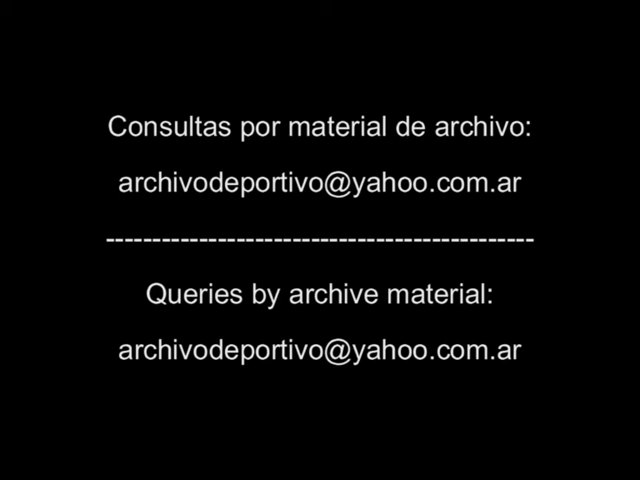 Consultas por material de archivo:
archivodeportivo@yahoo.com.ar
-----------------------------------------------
Queries by archive material:
archivodeportivo@yahoo.com.ar